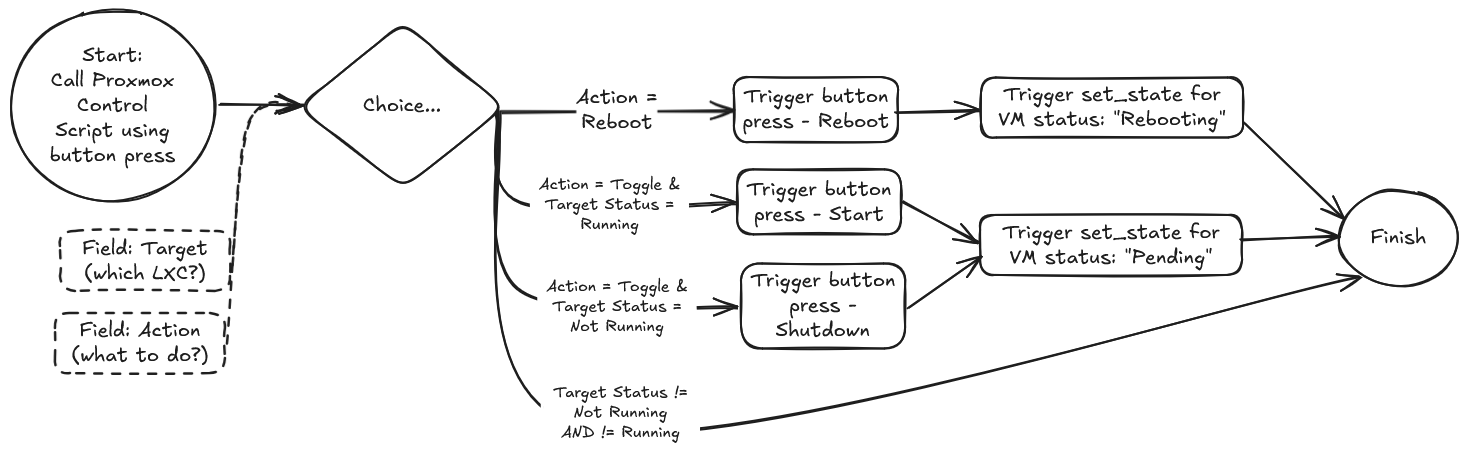 Start:
Call Proxmox
Control
Script using
button press
Field: Target
(which LXC?)
Field: Action
(what to do?)
Choice...
Action =
Reboot
Trigger button
press - Reboot
Trigger set_state for
VM status: "Rebooting"
Action = Toggle &
Target Status =
Running
Trigger button
press - Start
Action = Toggle &
Target Status =
Not Running
Trigger button
press -
Shutdown
Trigger set_state for
VM status: "Pending"
Target Status !=
Not Running
AND != Running
Finish